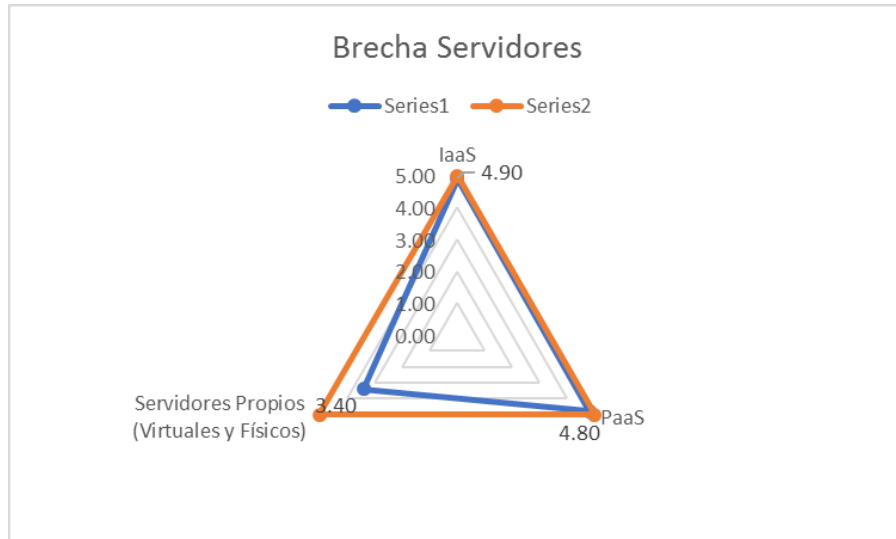 Brecha Servidores
Series1 Series2
IaaS
4.90
5.00
4.00
3.00
2.00
1.00
0.00
Servidores Propios
(Virtuales y Físicos)
3.40
PaaS
4.80